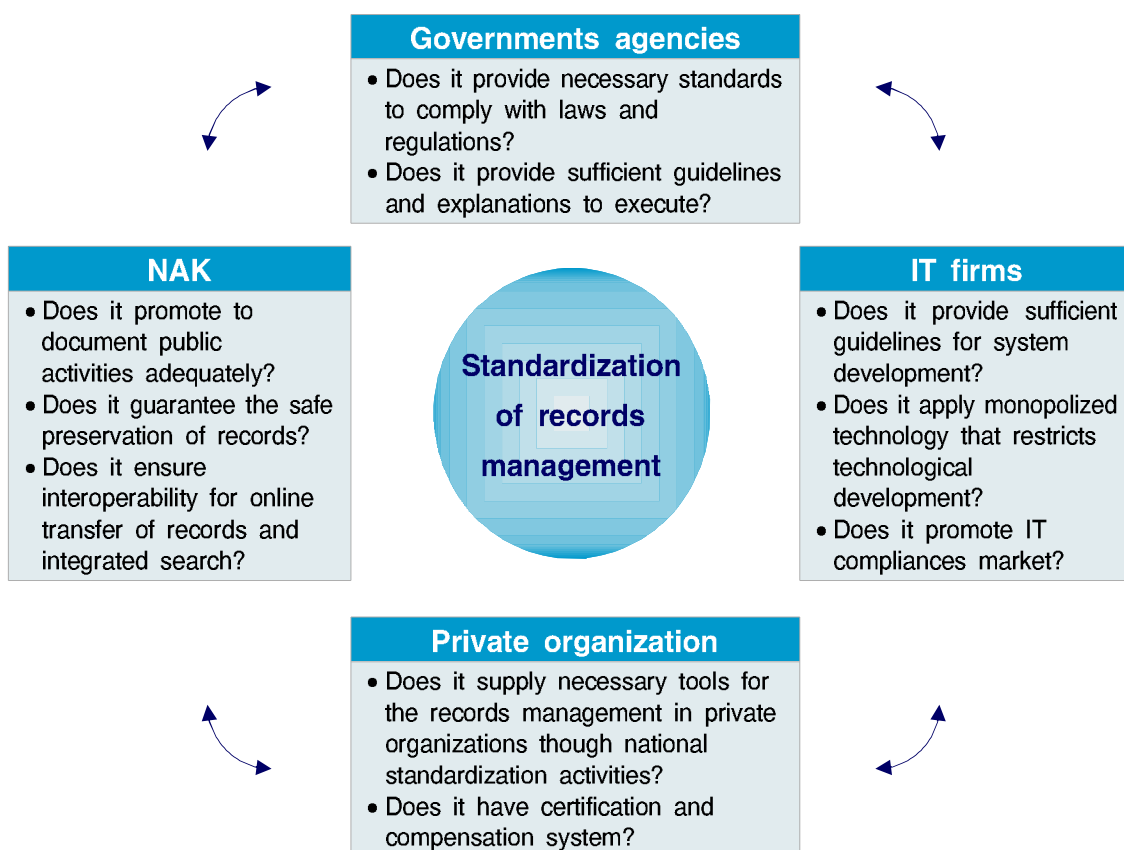 Governments agencies
• Does it provide necessary standards
to comply with laws and
regulations?
• Does it provide sufficient guidelines
and explanations to execute?
NAK
• Does it promote to
document public
activities adequately?
• Does it guarantee the safe
preservation of records?
• Does it ensure
interoperability for online
transfer of records and
integrated search?
Standardization
of records
management
IT firms
• Does it provide sufficient
guidelines for system
development?
• Does it apply monopolized
technology that restricts
technological
development?
• Does it promote IT
compliances market?
Private organization
• Does it supply necessary tools for
the records management in private
organizations though national
standardization activities?
• Does it have certification and
compensation system?